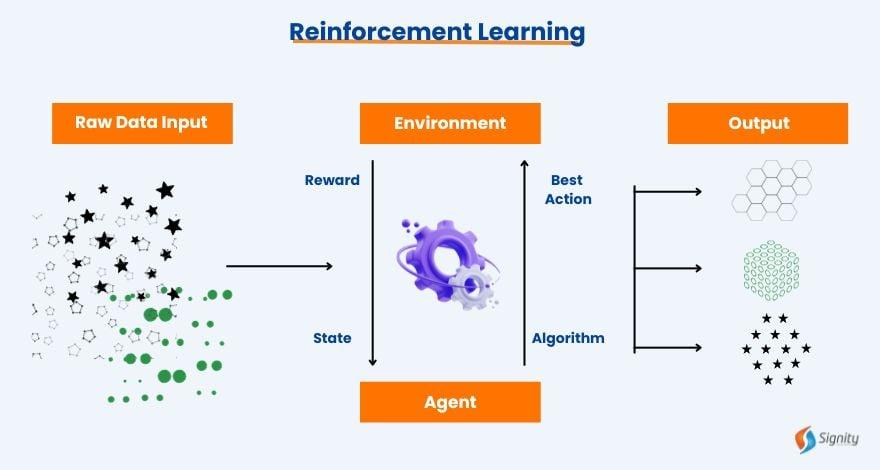 Reinforcement Learning
Raw Data Input
Environment
Output
Reward
Best
Action
State
Algorithm
Agent
Signity